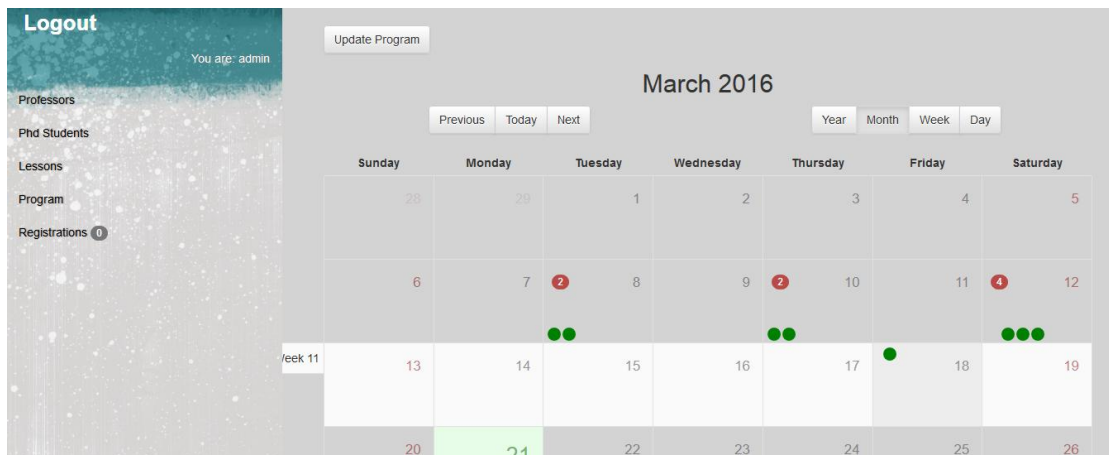 Logout
You are: admin
Professors
Phd Students
Lessons
Program
Registrations 0
Update Program
March 2016
Previous Today Next
Year Month Week Day
Sunday Monday Tuesday Wednesday Thursday Friday Saturday
28 29 1 2 3 4 5
6 7 2 8 9 2 10 11 4 12
eek 11
13 14 15 16 17 18 19
20 21 22 23 24 25 26